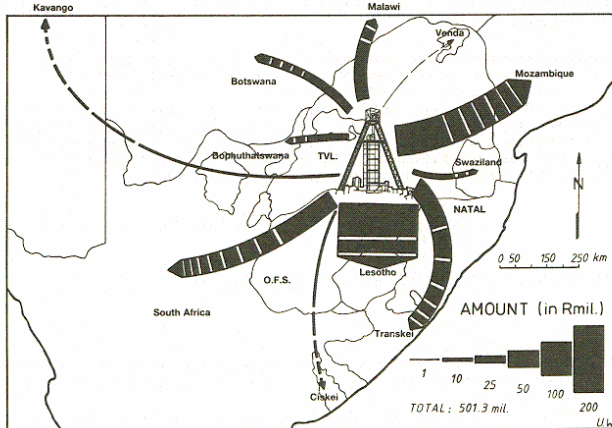 Kavango
Malawi
Venda
Botswana
Mozambique
Bophuthatswana
TVL.
Swaziland
N
NATAL
0 50 150 250 km
Lesotho
O.F.S.
South Africa
Transkei
Ciskei
AMOUNT (in Rmil.)
1 10 25 50 100 200
TOTAL: 501.3 mil.
U.W